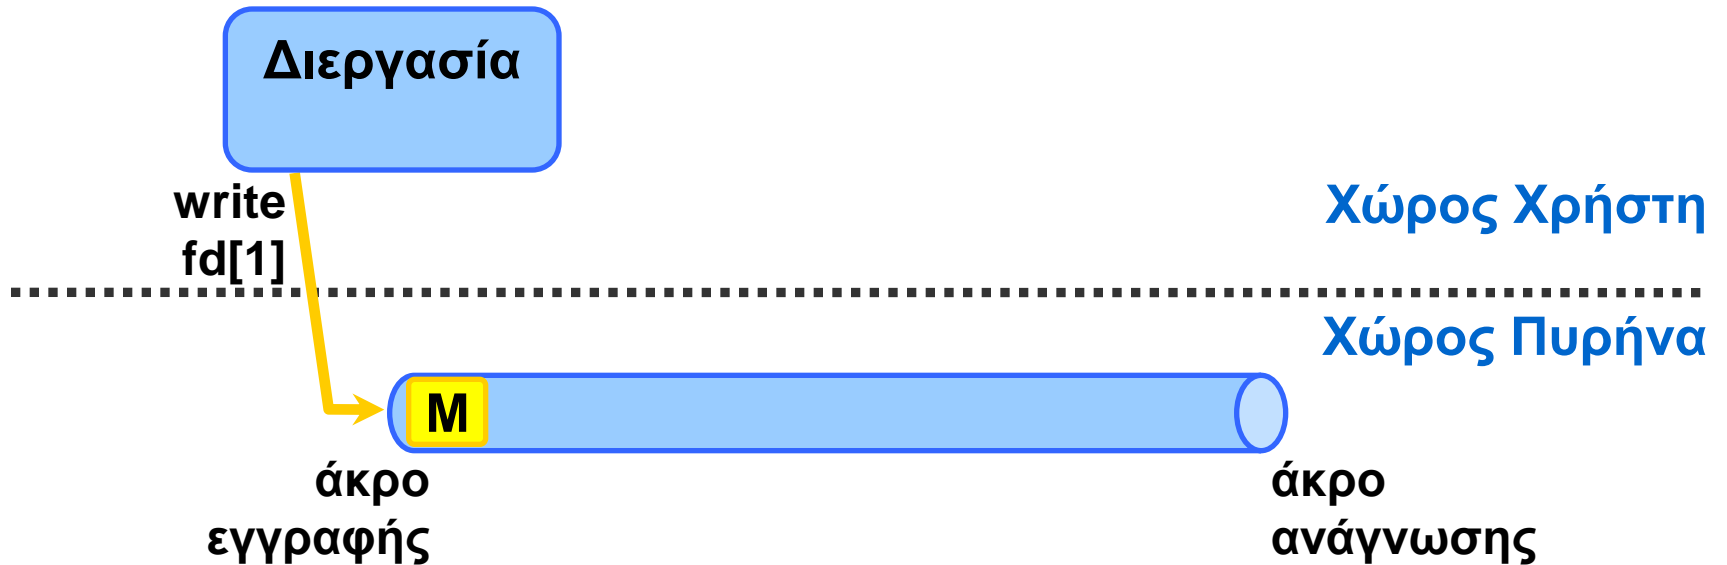 Διεργασία
write
fd[1]
Χώρος Χρήστη
Χώρος Πυρήνα
M
άκρο
εγγραφής
άκρο
ανάγνωσης